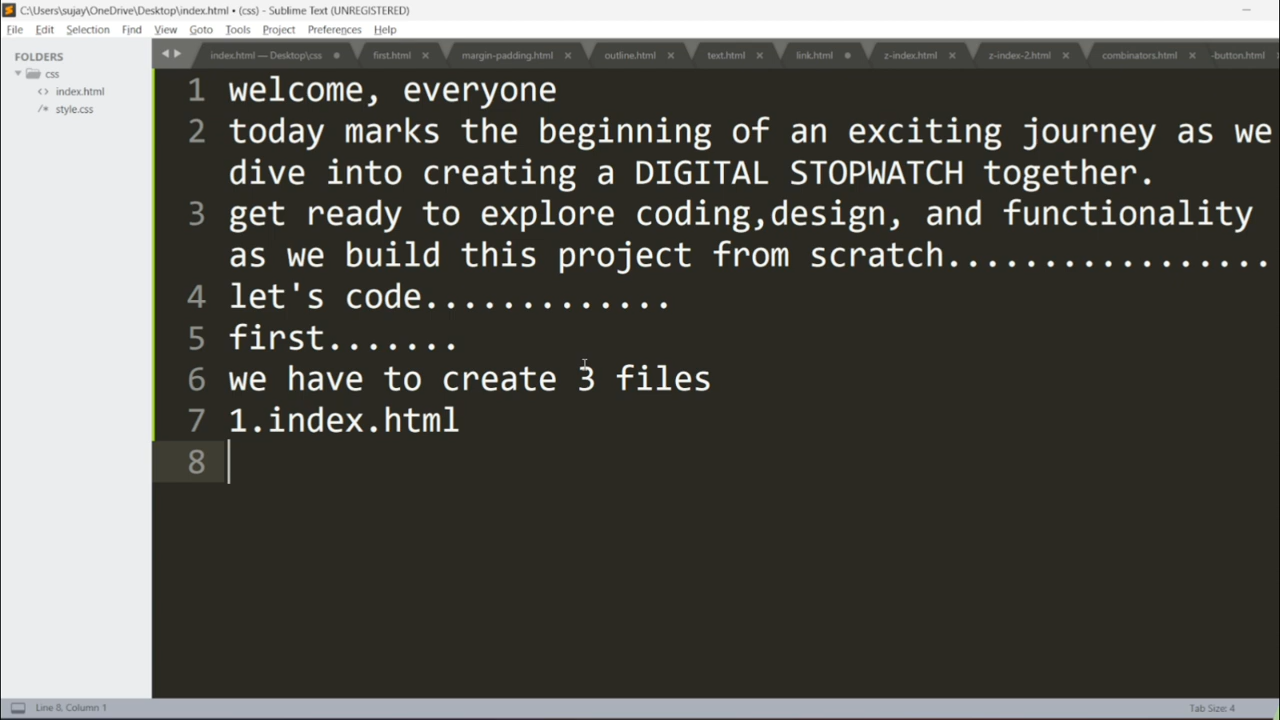 C:\Users\sujay\OneDrive\Desktop\index.html • (css) - Sublime Text (UNREGISTERED)
File Edit Selection Find View Goto Tools Project Preferences Help
FOLDERS
css
index.html
style.css
index.html — Desktop\css first.html margin-padding.html outline.html text.html link.html z-index.html z-index-2.html combinators.html -button.html
1 welcome, everyone
2 today marks the beginning of an exciting journey as we
dive into creating a DIGITAL STOPWATCH together.
3 get ready to explore coding,design, and functionality
as we build this project from scratch.................
4 let's code.............
5 first.......
6 we have to create 3 files
7 1.index.html
8
Line 8, Column 1
Tab Size: 4